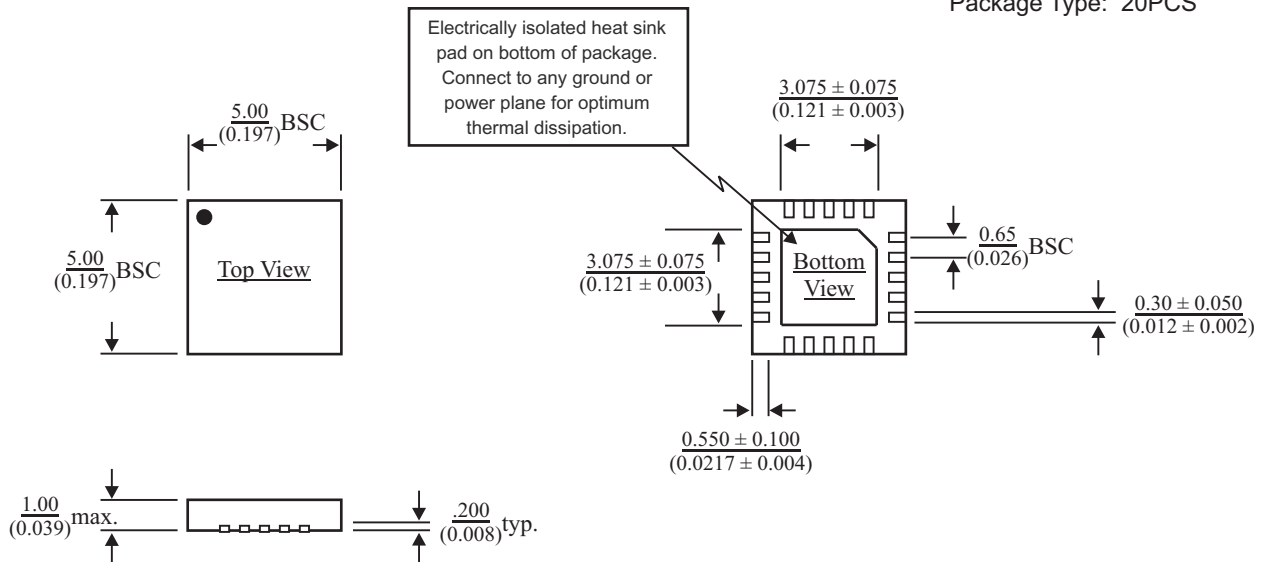 Package Type: 20PCS
Electrically isolated heat sink
pad on bottom of package.
Connect to any ground or
power plane for optimum
thermal dissipation.
5.00
(0.197) BSC
3.075 ± 0.075
(0.121 ± 0.003)
5.00
(0.197) BSC
Top View
3.075 ± 0.075
(0.121 ± 0.003)
Bottom
View
0.65
(0.026) BSC
0.30 ± 0.050
(0.012 ± 0.002)
0.550 ± 0.100
(0.0217 ± 0.004)
1.00
(0.039) max.
.200
(0.008) typ.